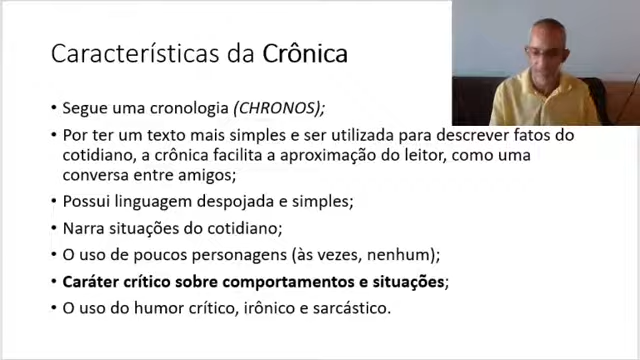 Características da Crônica
• Segue uma cronologia (CHRONOS);
• Por ter um texto mais simples e ser utilizada para descrever fatos do
cotidiano, a crônica facilita a aproximação do leitor, como uma
conversa entre amigos;
• Possui linguagem despojada e simples;
• Narra situações do cotidiano;
• O uso de poucos personagens (às vezes, nenhum);
• Caráter crítico sobre comportamentos e situações;
• O uso do humor crítico, irônico e sarcástico.